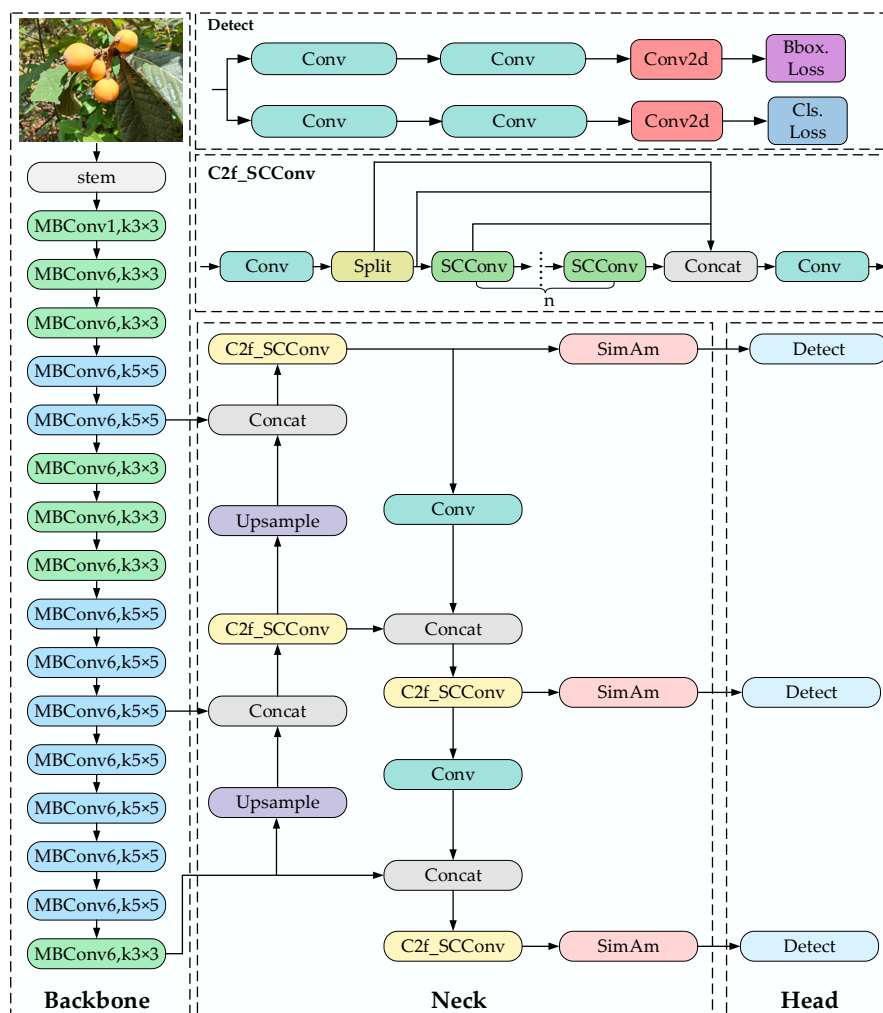 Detect
Conv
Conv
Conv2d
Bbox.
Loss
Conv
Conv
Conv2d
Cls.
Loss
C2f_SCConv
Conv
Split
SCConv
SCConv
Concat
Conv
n
stem
MBConv1,k3×3
MBConv6,k3×3
MBConv6,k3×3
MBConv6,k5×5
MBConv6,k5×5
MBConv6,k3×3
MBConv6,k3×3
MBConv6,k3×3
MBConv6,k5×5
MBConv6,k5×5
MBConv6,k5×5
MBConv6,k5×5
MBConv6,k5×5
MBConv6,k5×5
MBConv6,k5×5
MBConv6,k3×3
Backbone
C2f_SCConv
SimAm
Concat
Upsample
Conv
C2f_SCConv
Concat
C2f_SCConv
SimAm
Concat
Conv
Upsample
Concat
C2f_SCConv
SimAm
Neck
Detect
Detect
Detect
Head